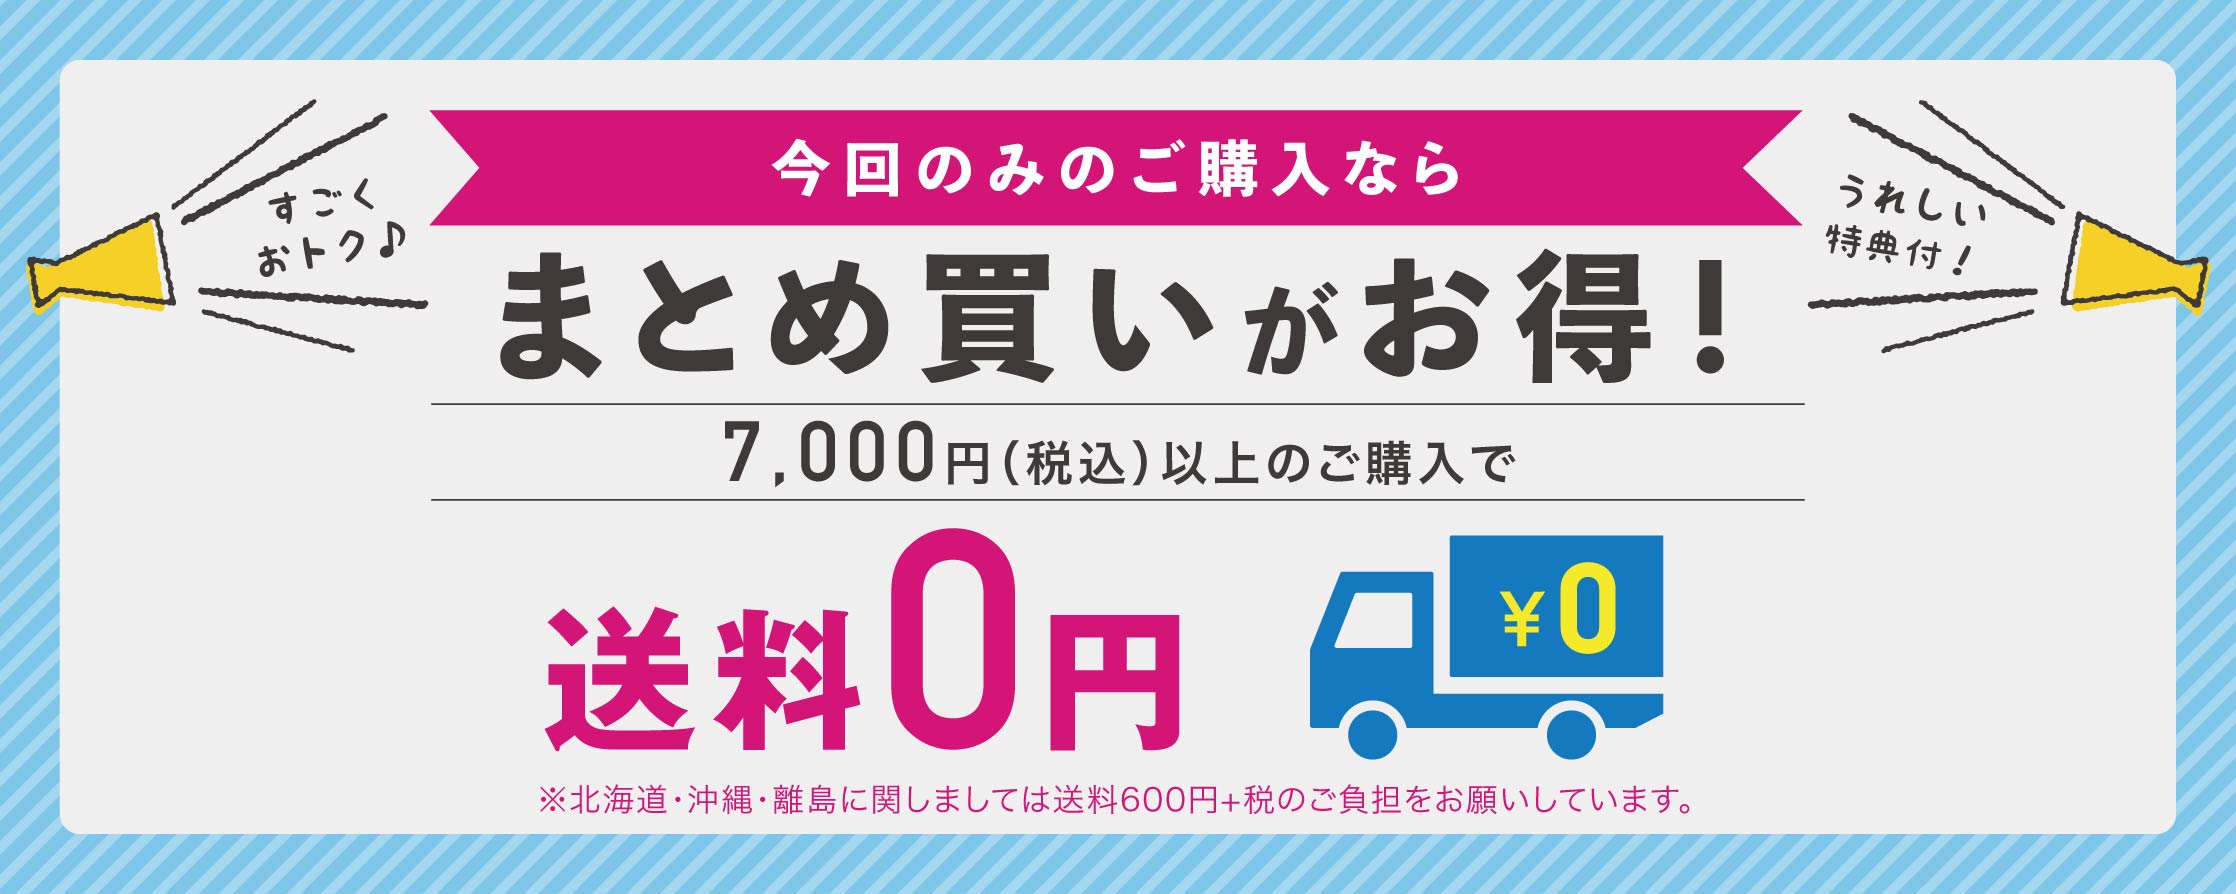 今回のみのご購入なら
すごく
おトク♪
うれしい
特典付!
まとめ買いがお得!
7,000円(税込)以上のご購入で
送料0円
¥0
※北海道・沖縄・離島に関しましては送料600円+税のご負担をお願いしています。